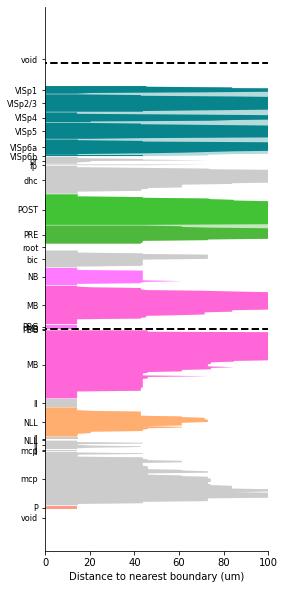 void
VISp1
VISp2/3
VISp4
VISp5
VISp6a
VISp6b
fp
dhc
POST
PRE
root
bic
NB
MB
MB
ll
NLL
NLL
mcp
mcp
P
void
0 20 40 60 80 100
Distance to nearest boundary (um)